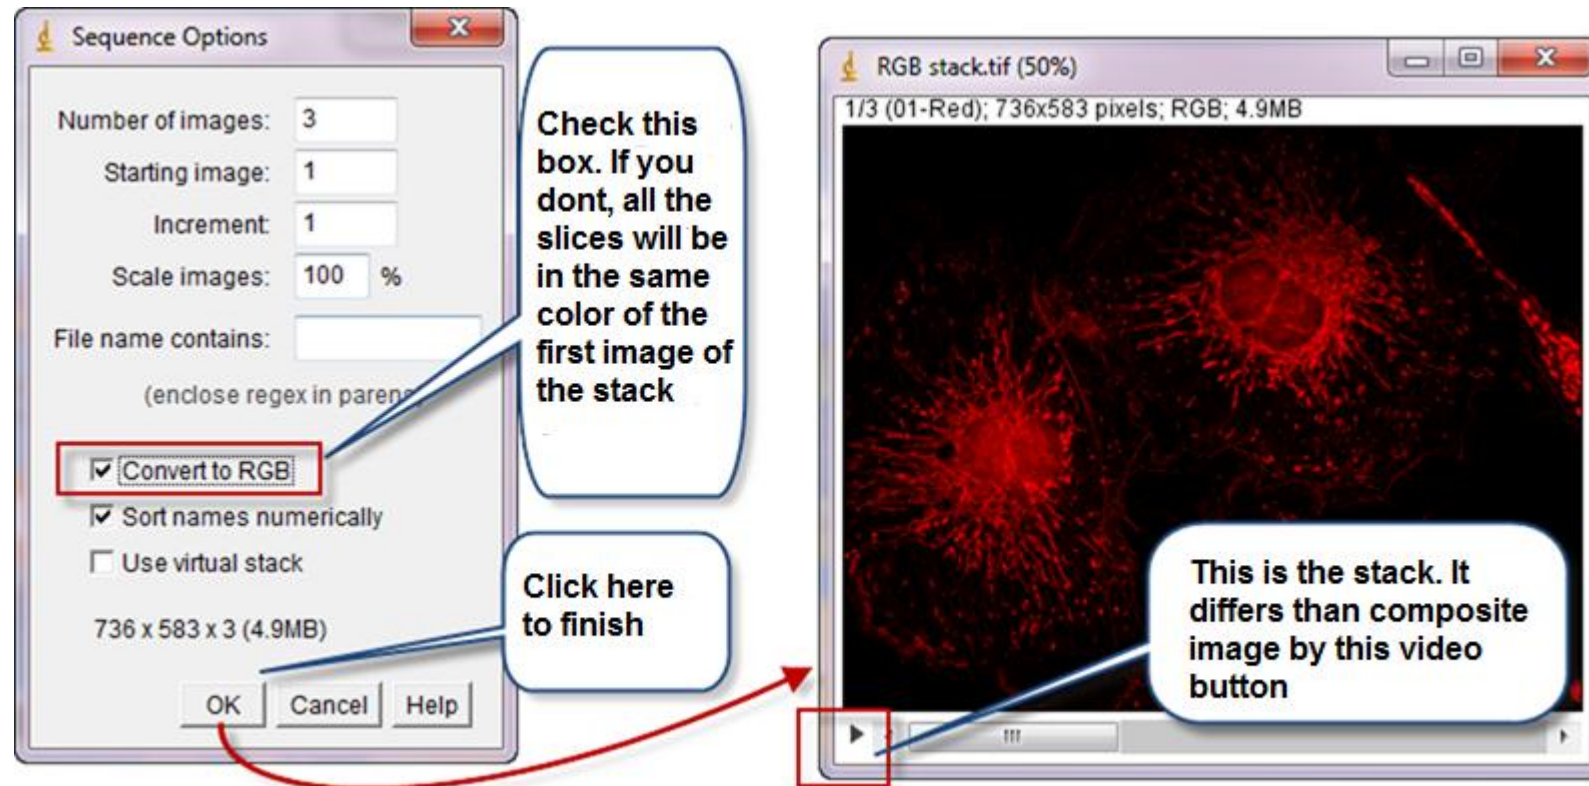 Sequence Options
Number of images: 3
Starting image: 1
Increment: 1
Scale images: 100 %
File name contains:
(enclose regex in
Convert to RGB
Sort names numerically
Use virtual stack
736 x 583 x 3 (4.9MB)
OK Cancel Help
Check this
box. If you
dont, all the
slices will be
in the same
color of the
first image of
the stack
Click here
to finish
RGB stack.tif (50%)
1/3 (01-Red); 736x583 pixels; RGB; 4.9MB
This is the stack. It
differs than composite
image by this video
button